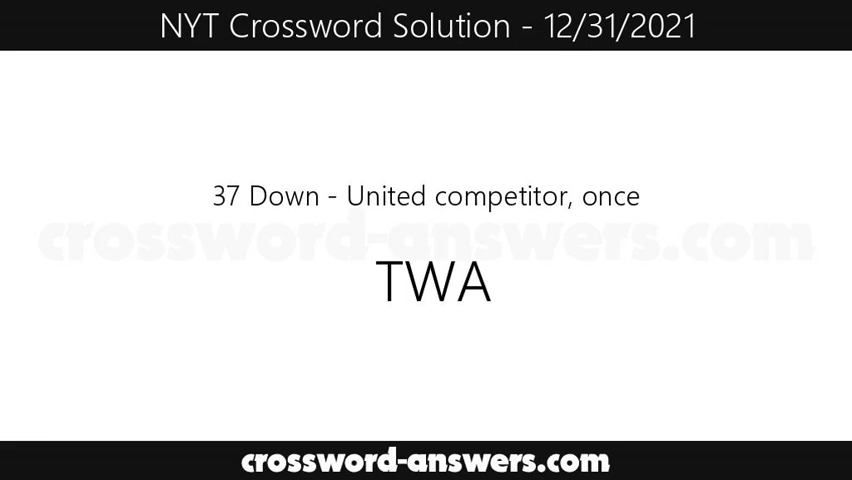 NYT Crossword Solution - 12/31/2021
37 Down - United competitor, once
crossword-answers.com
TWA
crossword-answers.com